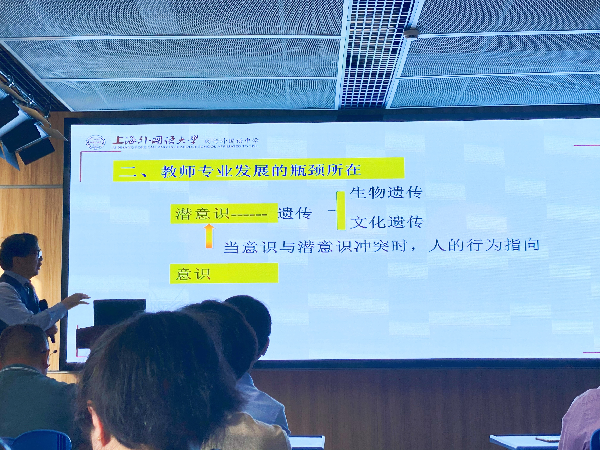 上海外国语大学
二、教师专业发展的瓶颈所在
生物遗传
潜意识------ 遗传
文化遗传
当意识与潜意识冲突时，人的行为指向
意识